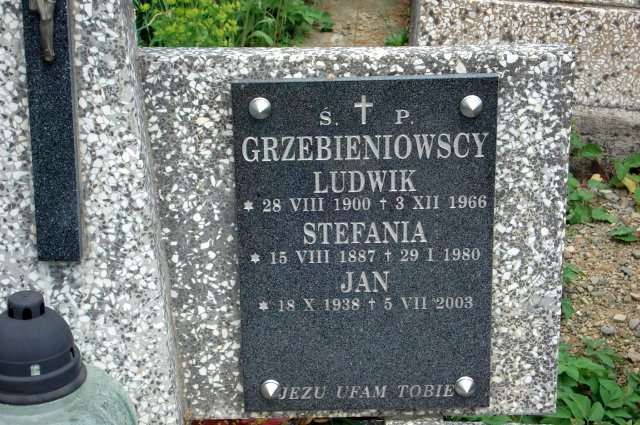 Ś. † P.
GRZEBIENIOWSCY
LUDWIK
* 28 VIII 1900 † 3 XII 1966
STEFANIA
* 15 VIII 1887 † 29 I 1980
JAN
* 18 X 1938 † 5 VII 2003
JEZU UFAM TOBIE